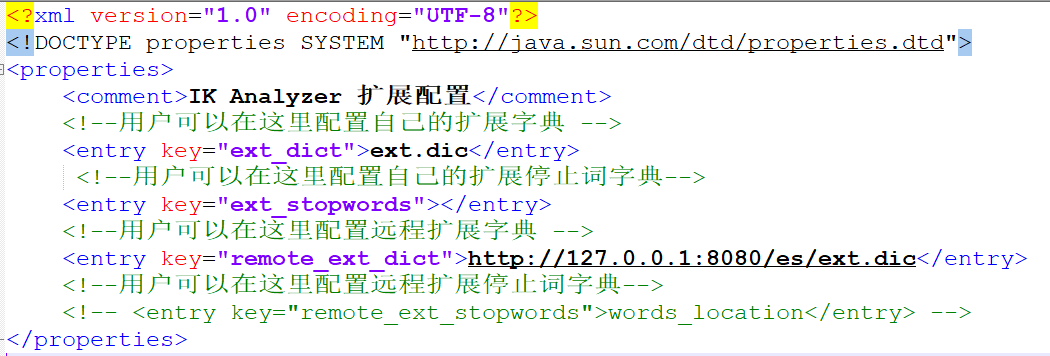 <?xml version="1.0" encoding="UTF-8"?>
<!DOCTYPE properties SYSTEM "http://java.sun.com/dtd/properties.dtd">
<properties>
    <comment>IK Analyzer 扩展配置</comment>
    <!--用户可以在这里配置自己的扩展字典 -->
    <entry key="ext_dict">ext.dic</entry>
     <!--用户可以在这里配置自己的扩展停止词字典-->
    <entry key="ext_stopwords"></entry>
    <!--用户可以在这里配置远程扩展字典 -->
    <entry key="remote_ext_dict">http://127.0.0.1:8080/es/ext.dic</entry>
    <!--用户可以在这里配置远程扩展停止词字典-->
    <!-- <entry key="remote_ext_stopwords">words_location</entry> -->
</properties>